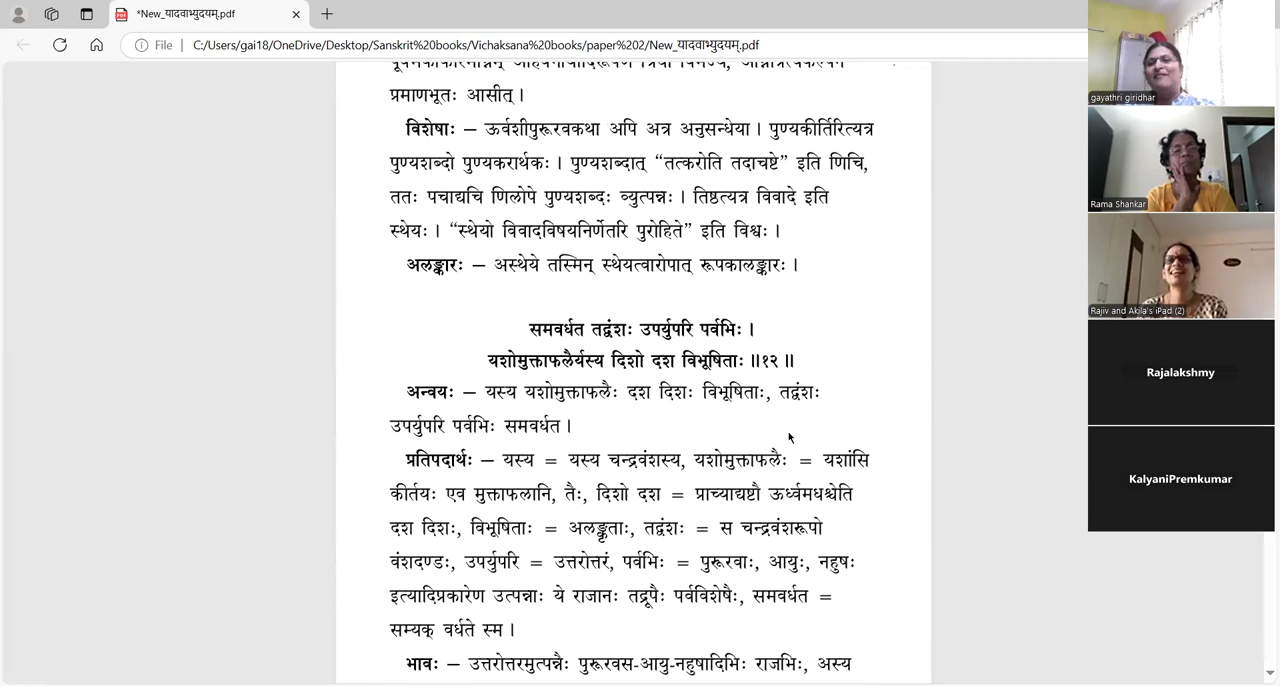 *New_यादवाभ्युदयम्.pdf
File
C:/Users/gai18/OneDrive/Desktop/Sanskrit%20books/Vichaksana%20books/paper%202/New_यादवाभ्युदयम्.pdf
प्रमाणभूतः आसीत् ।
विशेषाः – ऊर्वशीपुरूरवकथा अपि अत्र अनुसन्धेया । पुण्यकीर्तिरित्यत्र
पुण्यशब्दो पुण्यकरार्थकः । पुण्यशब्दात् “तत्करोति तदाचष्टे” इति णिचि,
ततः पचाद्यचि णिलोपे पुण्यशब्दः व्युत्पन्नः । तिष्ठत्यत्र विवादे इति
स्थेयः । “स्थेयो विवादविषयनिर्णेतरि पुरोहिते” इति विश्वः ।
अलङ्कारः – अस्थेये तस्मिन् स्थेयत्वारोपात् रूपकालङ्कारः ।
समवर्धत तद्वंशः उपर्युपरि पर्वभिः ।
यशोमुक्ताफलैर्यस्य दिशो दश विभूषिताः ॥१२॥
अन्वयः – यस्य यशोमुक्ताफलैः दश दिशः विभूषिताः, तद्वंशः
उपर्युपरि पर्वभिः समवर्धत ।
प्रतिपदार्थः – यस्य = यस्य चन्द्रवंशस्य, यशोमुक्ताफलैः = यशांसि
कीर्तयः एव मुक्ताफलानि, तैः, दिशो दश = प्राच्याद्यष्टौ ऊर्ध्वमधश्चेति
दश दिशः, विभूषिताः = अलङ्कृताः, तद्वंशः = स चन्द्रवंशरूपो
वंशदण्डः, उपर्युपरि = उत्तरोत्तरं, पर्वभिः = पुरूरवाः, आयुः, नहुषः
इत्यादिप्रकारेण उत्पन्नाः ये राजानः तद्रूपैः पर्वविशेषैः, समवर्धत =
सम्यक् वर्धते स्म ।
भावः – उत्तरोत्तरमुत्पन्नैः पुरूरवस-आयु-नहुषादिभिः राजभिः, अस्य
gayathri giridhar
Rama Shankar
Rajiv and Akila's iPad (2)
Rajalakshmy
KalyaniPremkumar